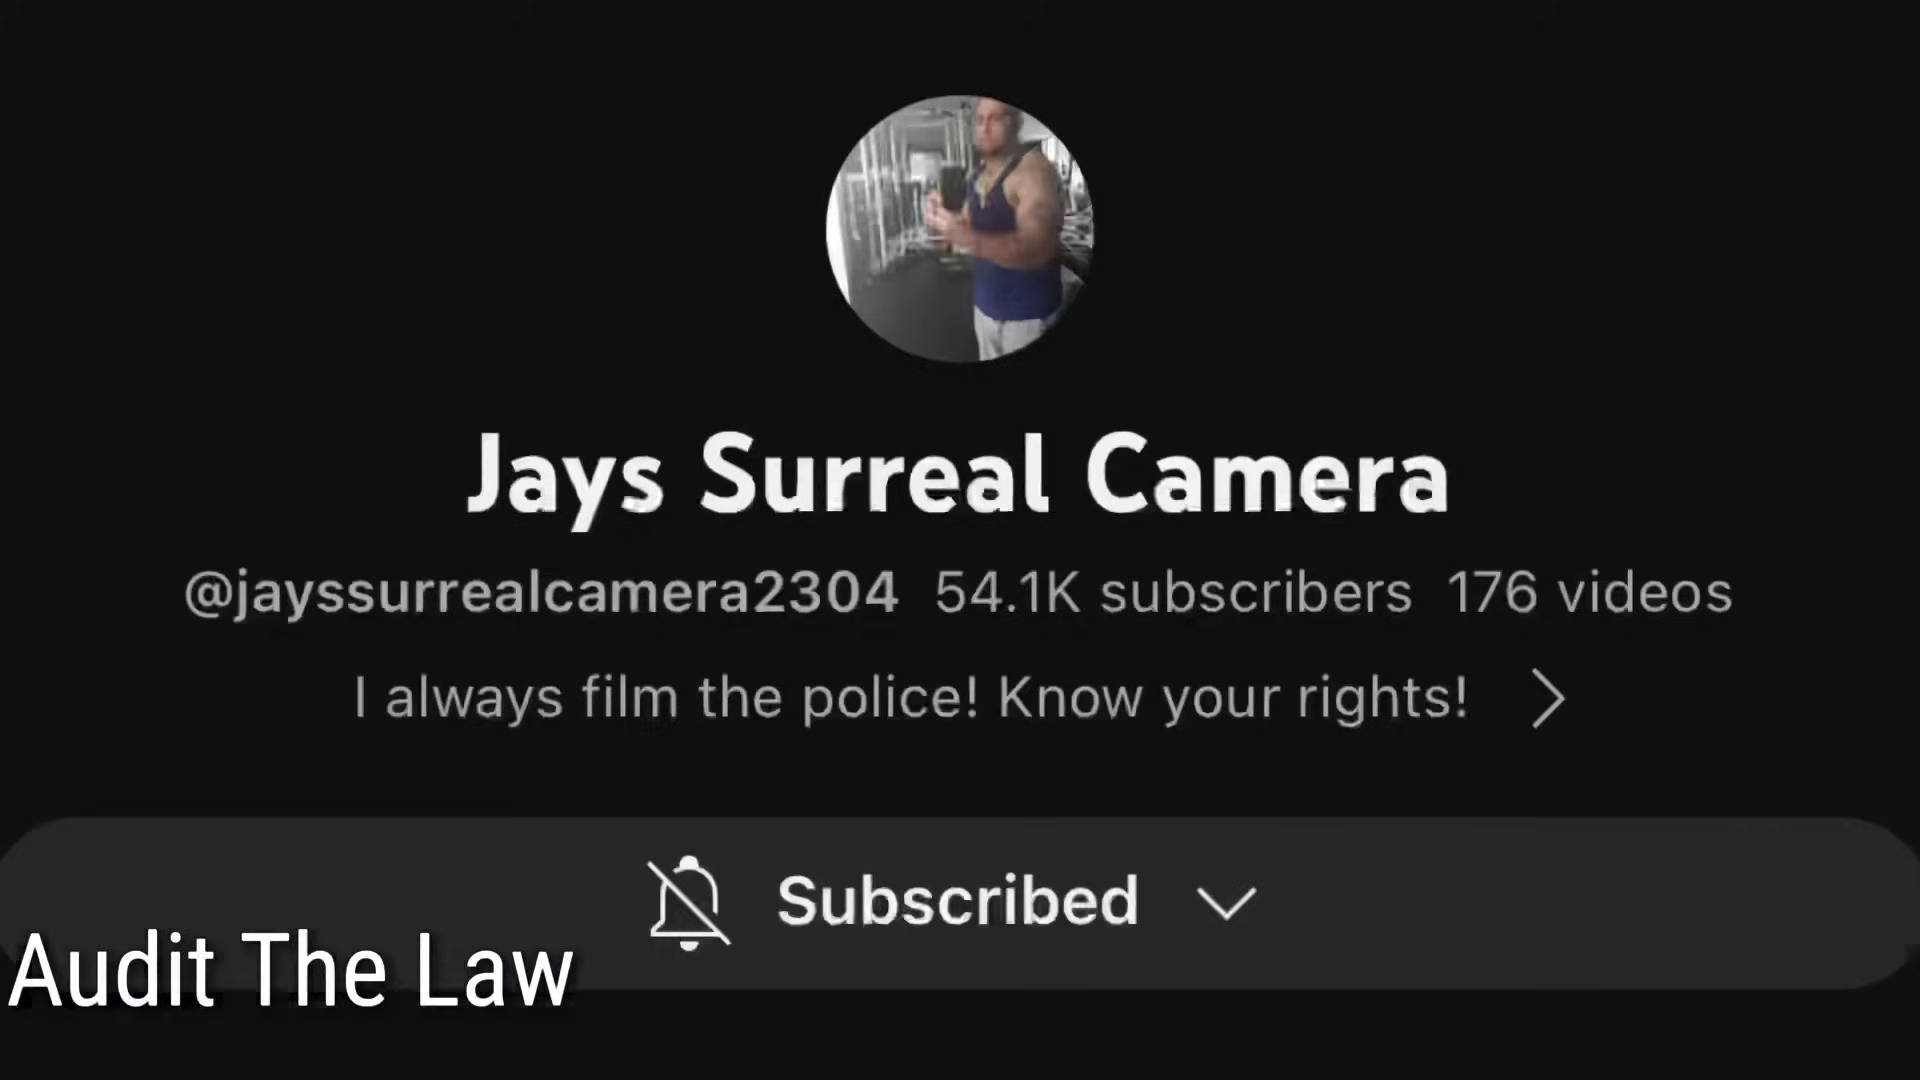 Jays Surreal Camera
@jayssurrealcamera2304 54.1K subscribers 176 videos
I always film the police! Know your rights!
Subscribed
Audit The Law